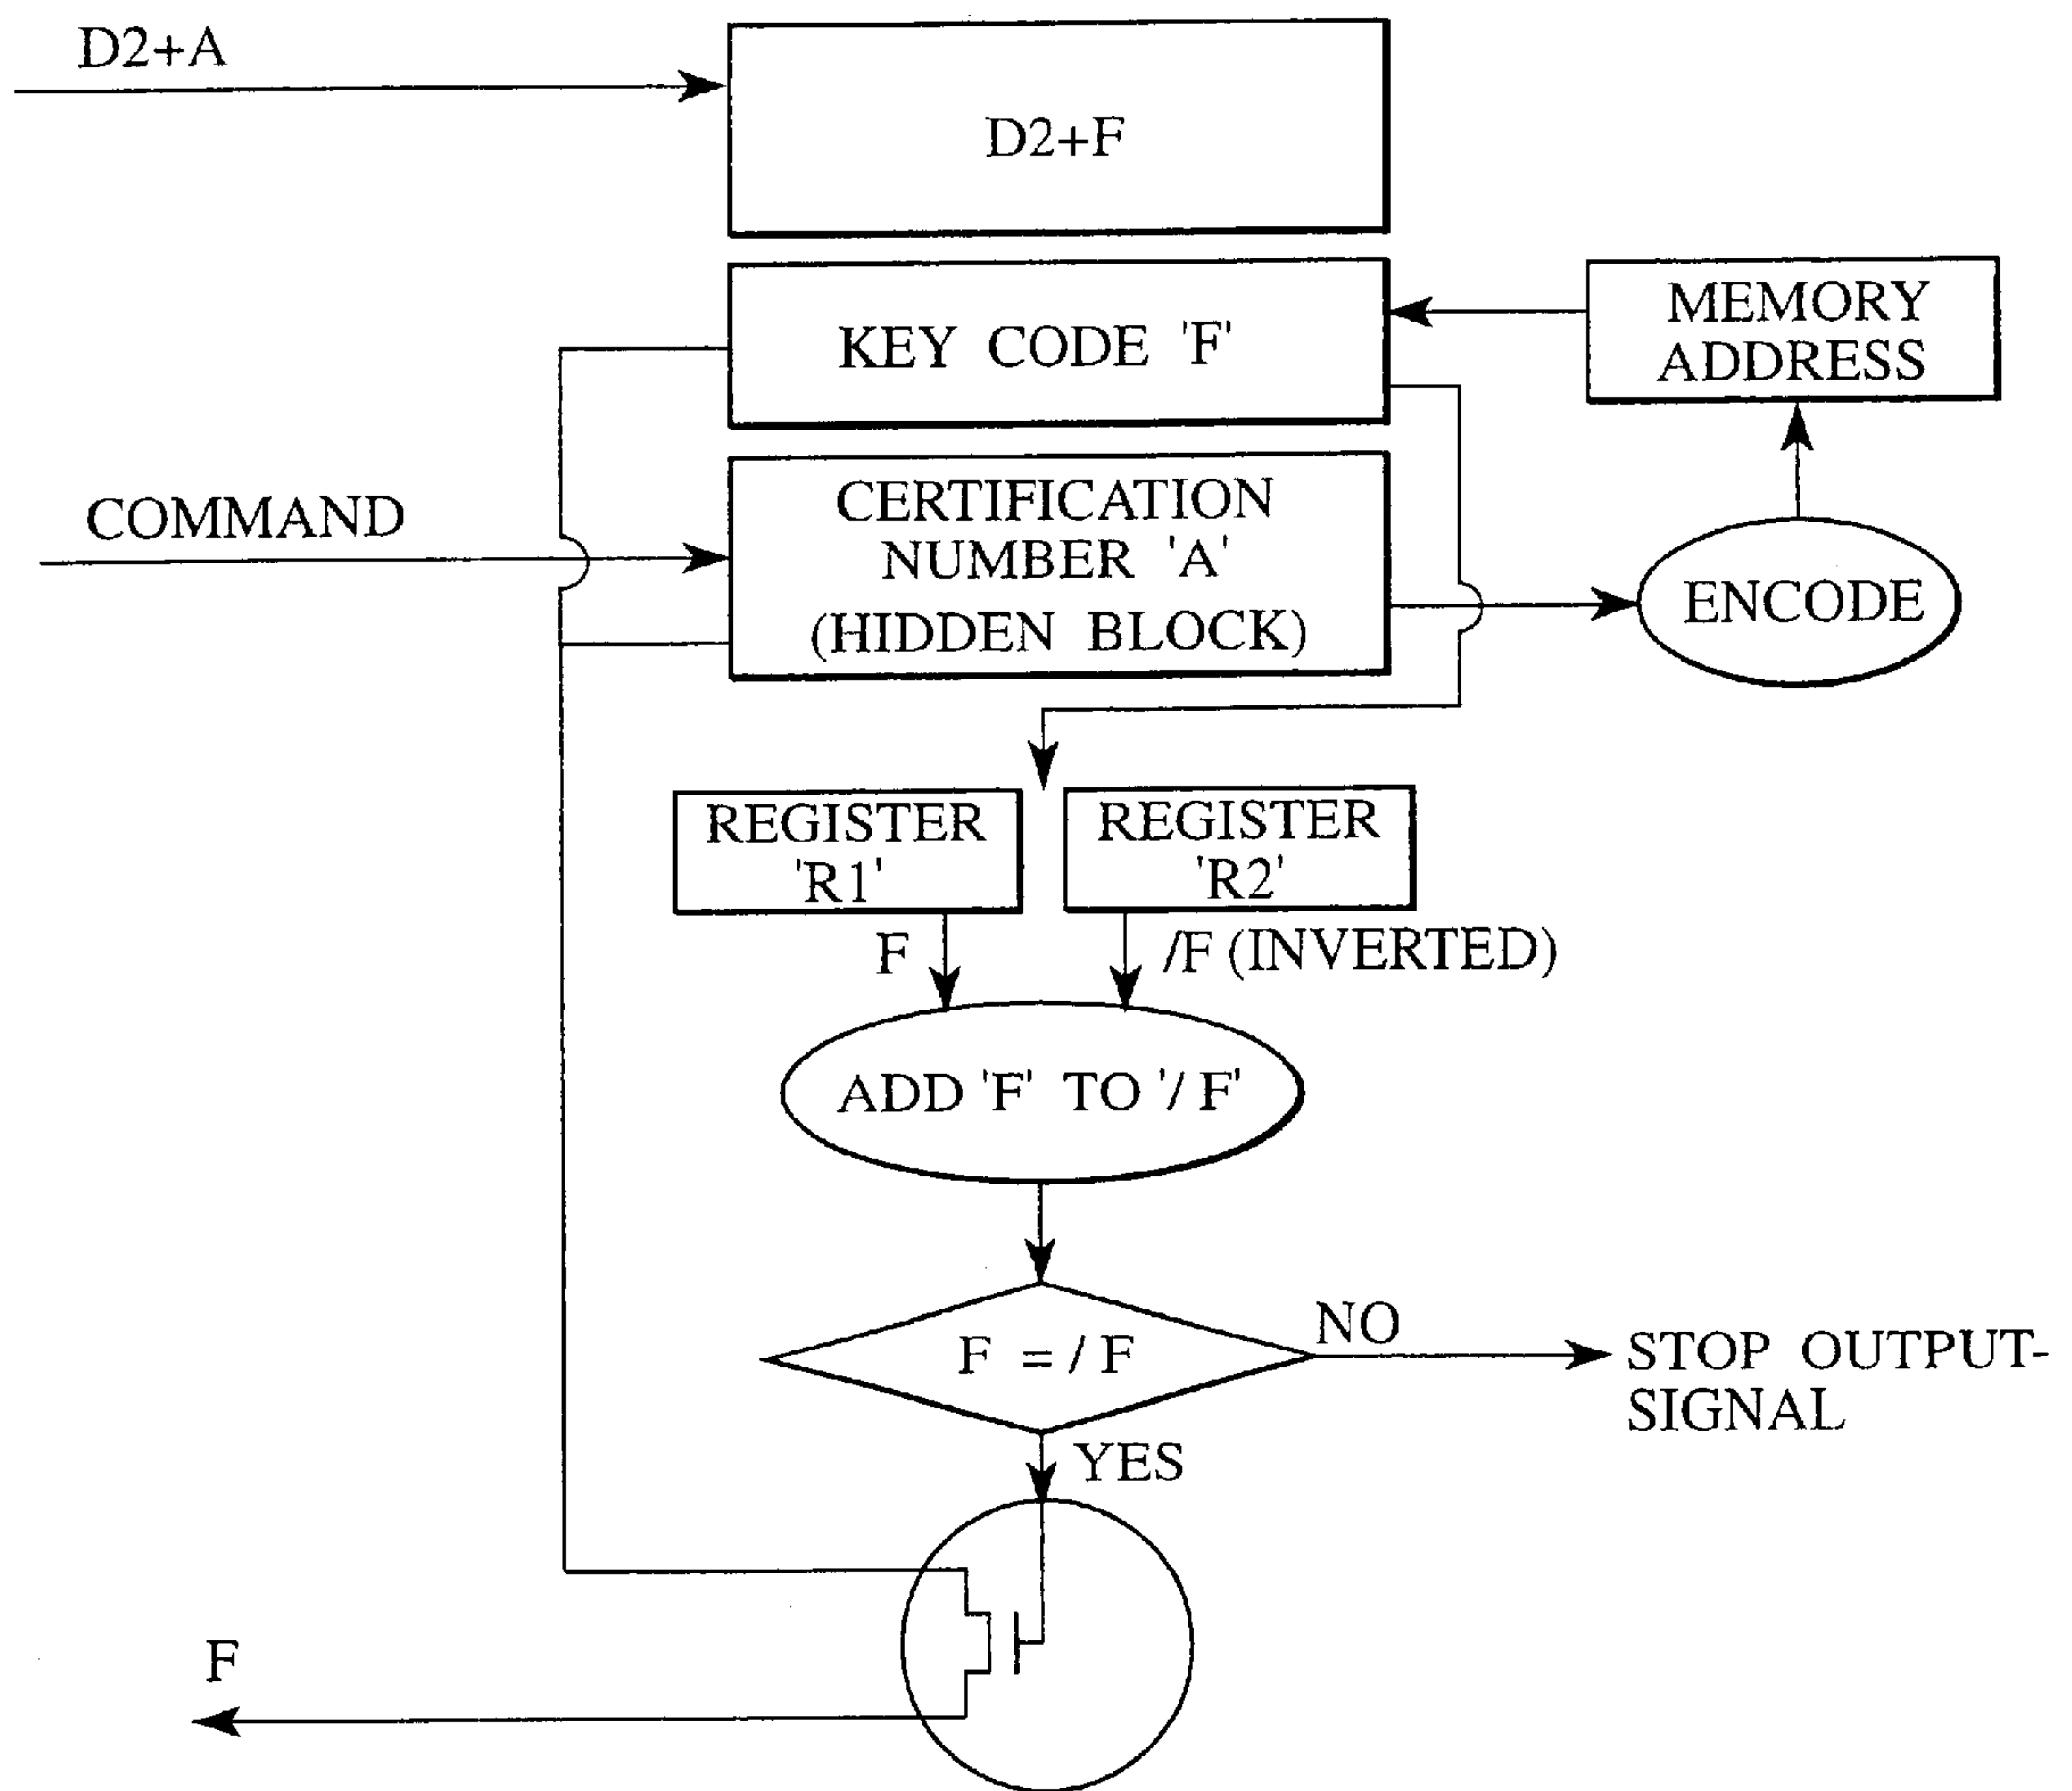 D2+A
D2+F
KEY CODE 'F'
MEMORY
ADDRESS
COMMAND
CERTIFICATION
NUMBER 'A'
(HIDDEN BLOCK)
ENCODE
REGISTER
'R1'
REGISTER
'R2'
F
/F (INVERTED)
ADD 'F' TO '/ F'
F = / F
NO
STOP OUTPUT-
SIGNAL
YES
F